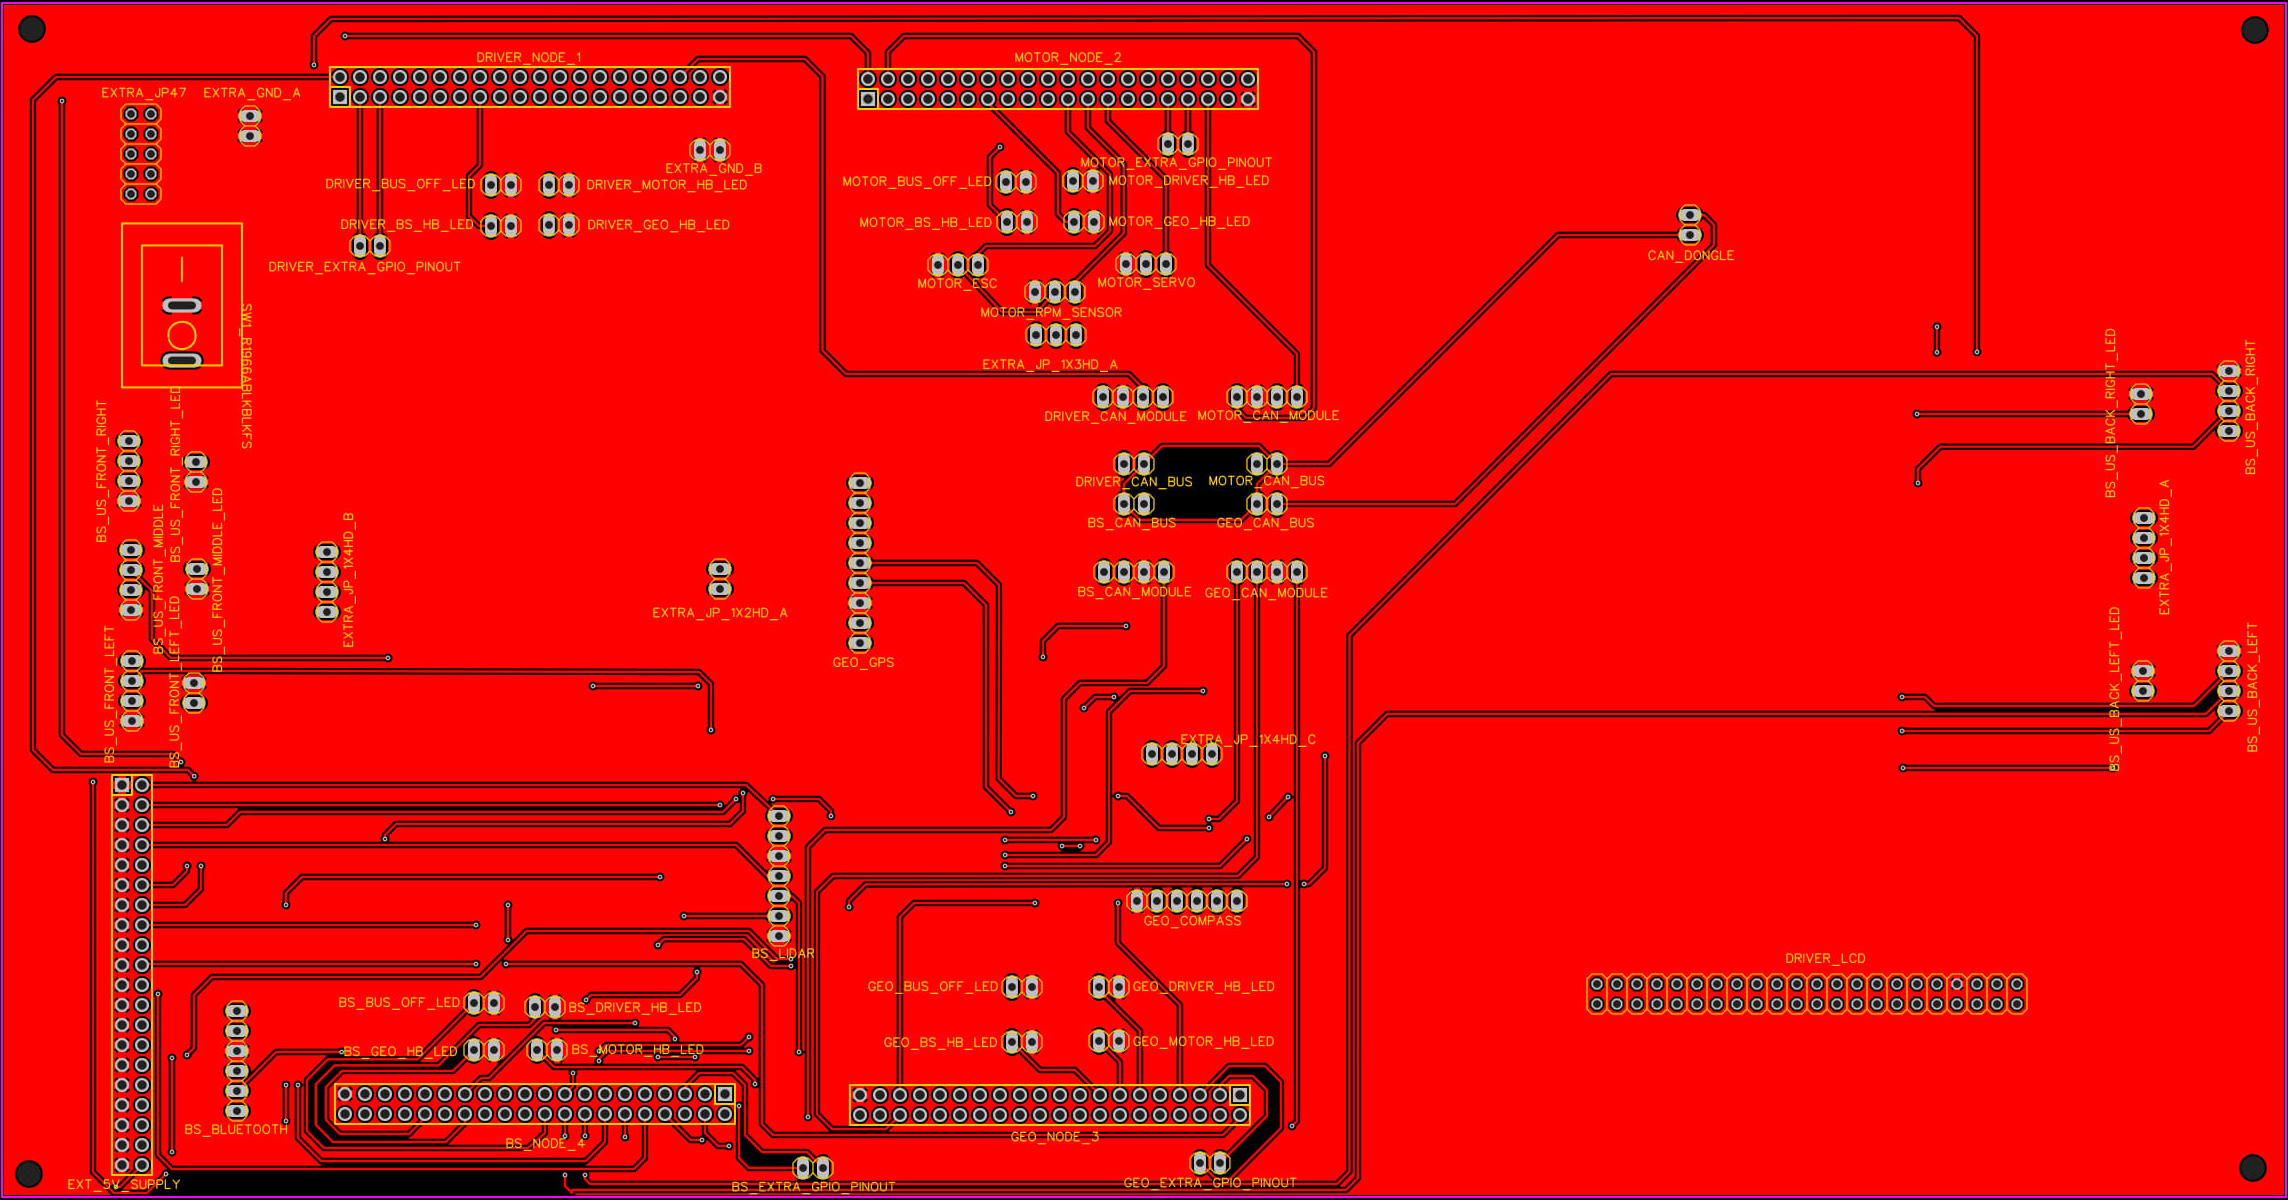 DRIVER_NODE_1
MOTOR_NODE_2
EXTRA_JP47
EXTRA_GND_A
EXTRA_GND_B
MOTOR_EXTRA_GPIO_PINOUT
DRIVER_BUS_OFF_LED
DRIVER_MOTOR_HB_LED
MOTOR_BUS_OFF_LED
MOTOR_DRIVER_HB_LED
DRIVER_BS_HB_LED
DRIVER_GEO_HB_LED
MOTOR_BS_HB_LED
MOTOR_GEO_HB_LED
CAN_DONGLE
DRIVER_EXTRA_GPIO_PINOUT
MOTOR_ESC
MOTOR_SERVO
MOTOR_RPM_SENSOR
SW1_R1966ABLKBLKFS
EXTRA_JP_1X3HD_A
DRIVER_CAN_MODULE
MOTOR_CAN_MODULE
BS_US_FRONT_RIGHT
BS_US_FRONT_RIGHT_LED
BS_US_BACK_RIGHT_LED
BS_US_BACK_RIGHT
DRIVER_CAN_BUS
MOTOR_CAN_BUS
BS_CAN_BUS
GEO_CAN_BUS
BS_US_FRONT_MIDDLE
BS_US_FRONT_MIDDLE_LED
EXTRA_JP_1X4HD_B
EXTRA_JP_1X4HD_A
BS_CAN_MODULE
GEO_CAN_MODULE
EXTRA_JP_1X2HD_A
GEO_GPS
BS_US_FRONT_LEFT
BS_US_FRONT_LEFT_LED
BS_US_BACK_LEFT_LED
BS_US_BACK_LEFT
EXTRA_JP_1X4HD_C
GEO_COMPASS
BS_LIDAR
DRIVER_LCD
GEO_BUS_OFF_LED
GEO_DRIVER_HB_LED
BS_BUS_OFF_LED
BS_DRIVER_HB_LED
GEO_BS_HB_LED
GEO_MOTOR_HB_LED
BS_GEO_HB_LED
BS_MOTOR_HB_LED
BS_BLUETOOTH
BS_NODE_4
GEO_NODE_3
EXT_5V_SUPPLY
BS_EXTRA_GPIO_PINOUT
GEO_EXTRA_GPIO_PINOUT